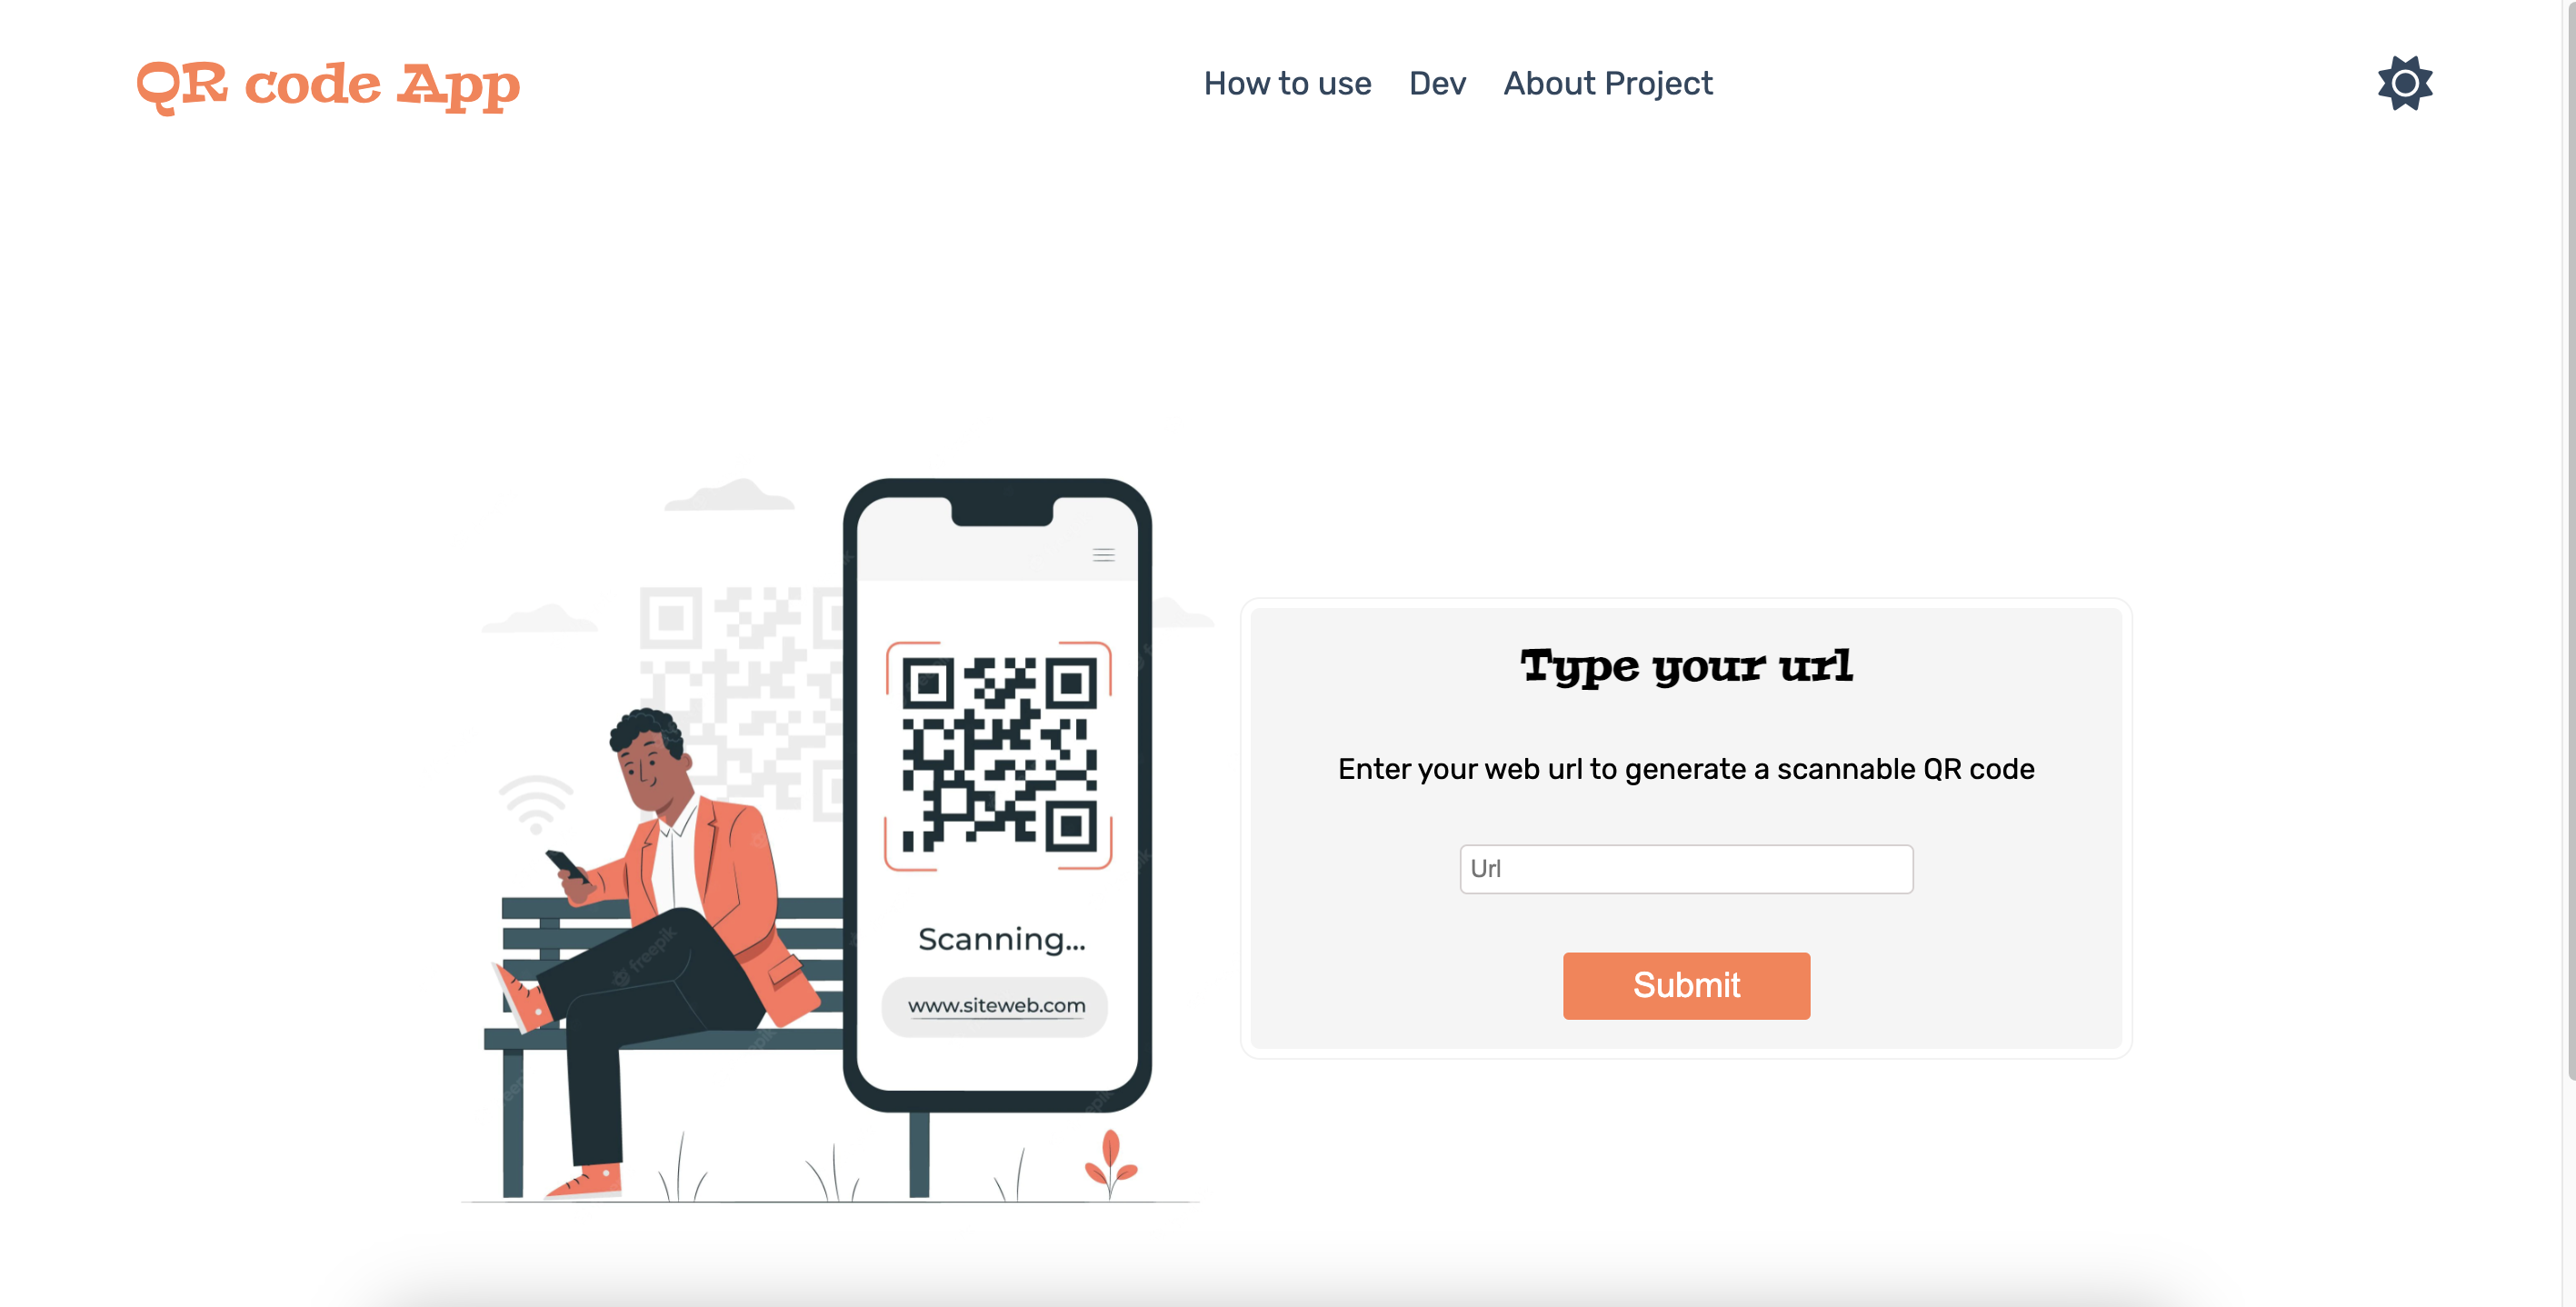 QR code App
How to use
Dev
About Project
Scanning...
www.siteweb.com
freepik
Type your url
Enter your web url to generate a scannable QR code
Url
Submit